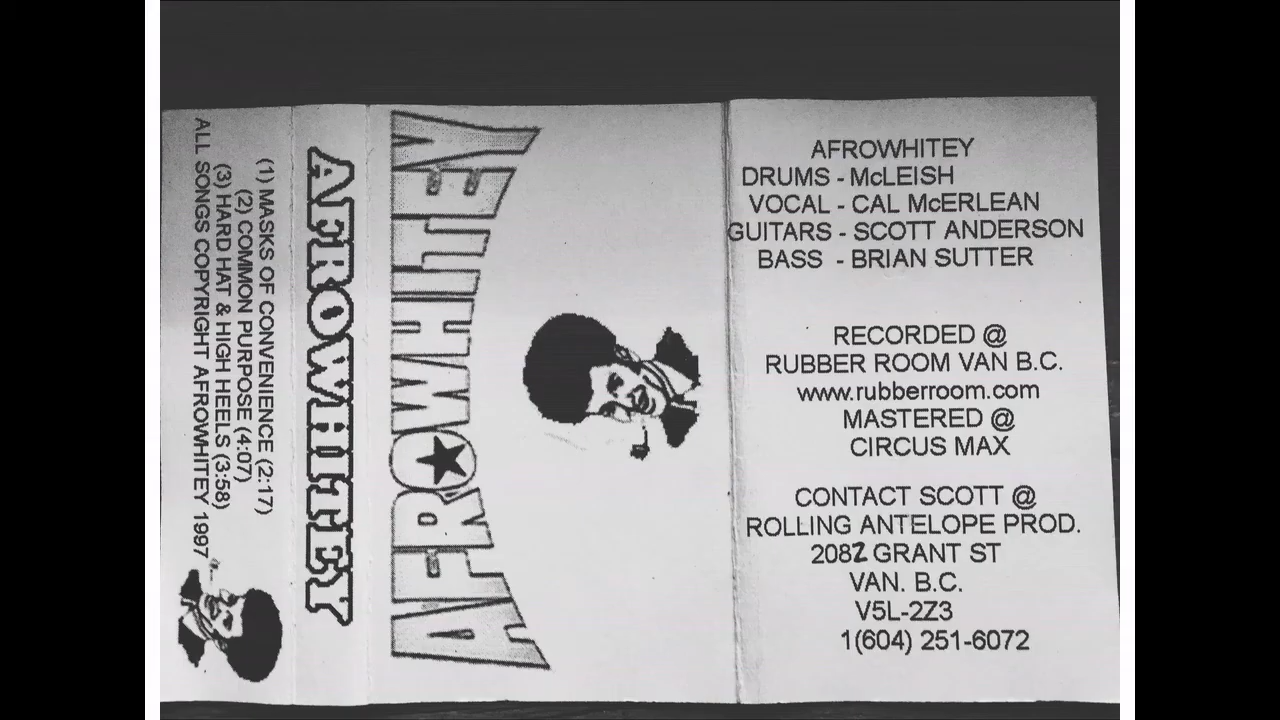 (1) MASKS OF CONVENIENCE (2:17)
(2) COMMON PURPOSE (4:07)
(3) HARD HAT & HIGH HEELS (3:58)
ALL SONGS COPYRIGHT AFROWHITEY 1997
AFROWHITEY
AFROWHITEY
AFROWHITEY
DRUMS - McLEISH
VOCAL - CAL McERLEAN
GUITARS - SCOTT ANDERSON
BASS - BRIAN SUTTER
RECORDED @
RUBBER ROOM VAN B.C.
www.rubberroom.com
MASTERED @
CIRCUS MAX
CONTACT SCOTT @
ROLLING ANTELOPE PROD.
2082 GRANT ST
VAN. B.C.
V5L-2Z3
1(604) 251-6072